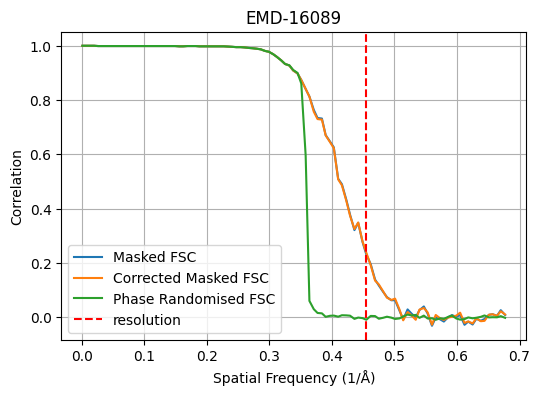 EMD-16089
1.0
0.8
0.6
0.4
0.2
0.0
Correlation
Masked FSC
Corrected Masked FSC
Phase Randomised FSC
resolution
0.0 0.1 0.2 0.3 0.4 0.5 0.6 0.7
Spatial Frequency (1/Å)